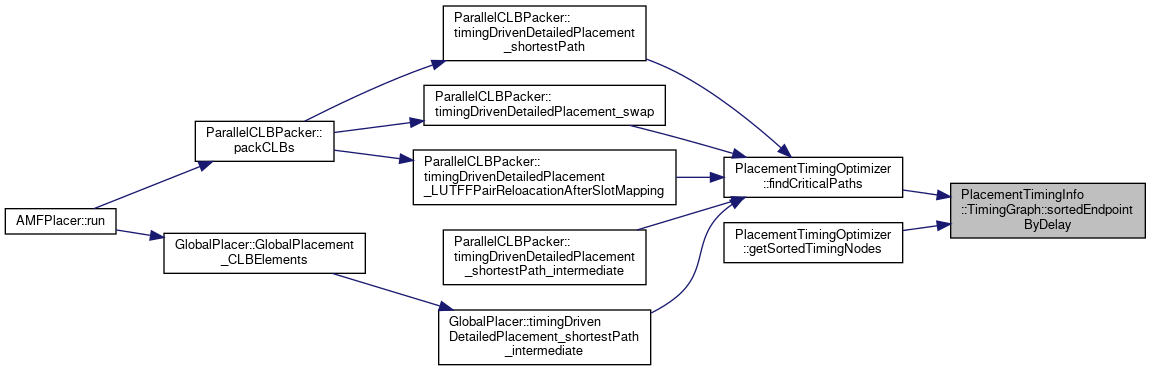 ParallelCLBPacker::
timingDrivenDetailedPlacement
_shortestPath
ParallelCLBPacker::
timingDrivenDetailedPlacement_swap
ParallelCLBPacker::
packCLBs
ParallelCLBPacker::
timingDrivenDetailedPlacement
_LUTFFPairReloacationAfterSlotMapping
PlacementTimingOptimizer
::findCriticalPaths
PlacementTimingInfo
::TimingGraph::sortedEndpoint
ByDelay
AMFPlacer::run
GlobalPlacer::GlobalPlacement
_CLBElements
ParallelCLBPacker::
timingDrivenDetailedPlacement
_shortestPath_intermediate
PlacementTimingOptimizer
::getSortedTimingNodes
GlobalPlacer::timingDriven
DetailedPlacement_shortestPath
_intermediate